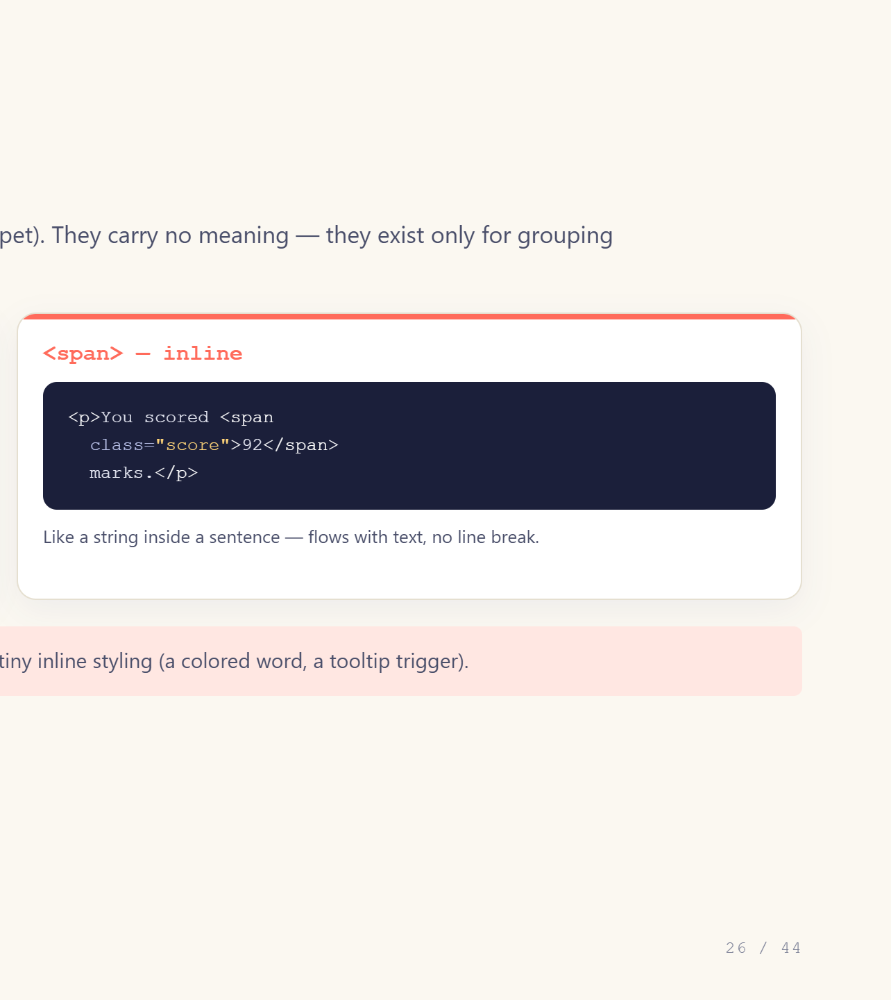 pet). They carry no meaning — they exist only for grouping
<span> — inline
<p>You scored <span
class="score">92</span>
marks.</p>
Like a string inside a sentence — flows with text, no line break.
tiny inline styling (a colored word, a tooltip trigger).
26 / 44